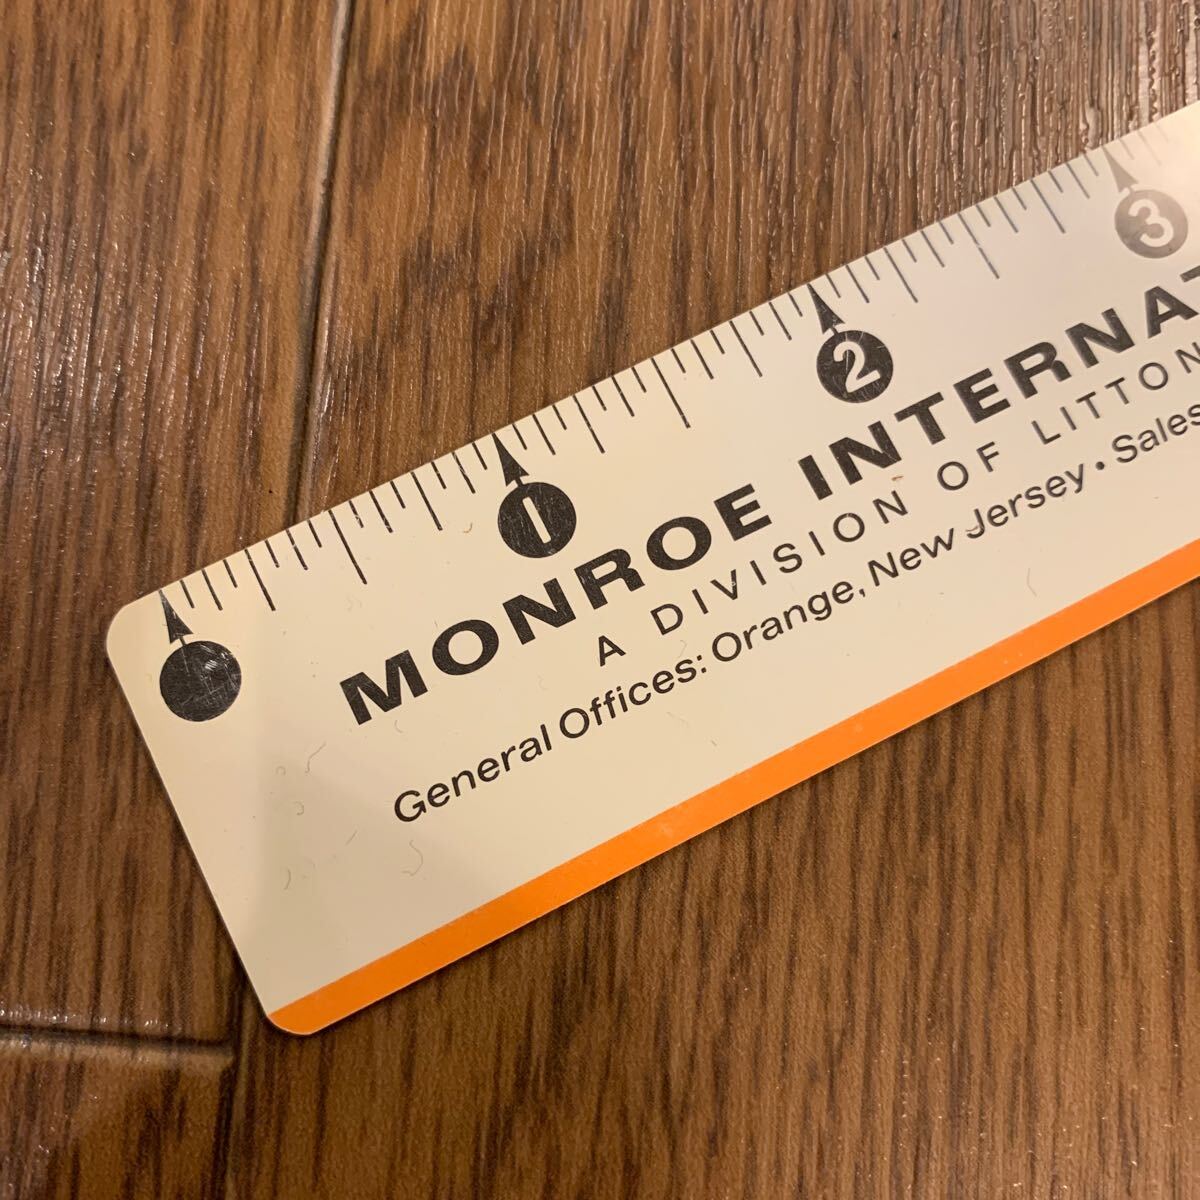 1 2 3
MONROE INTERNAT
A DIVISION OF LITTON
General Offices: Orange, New Jersey • Sales